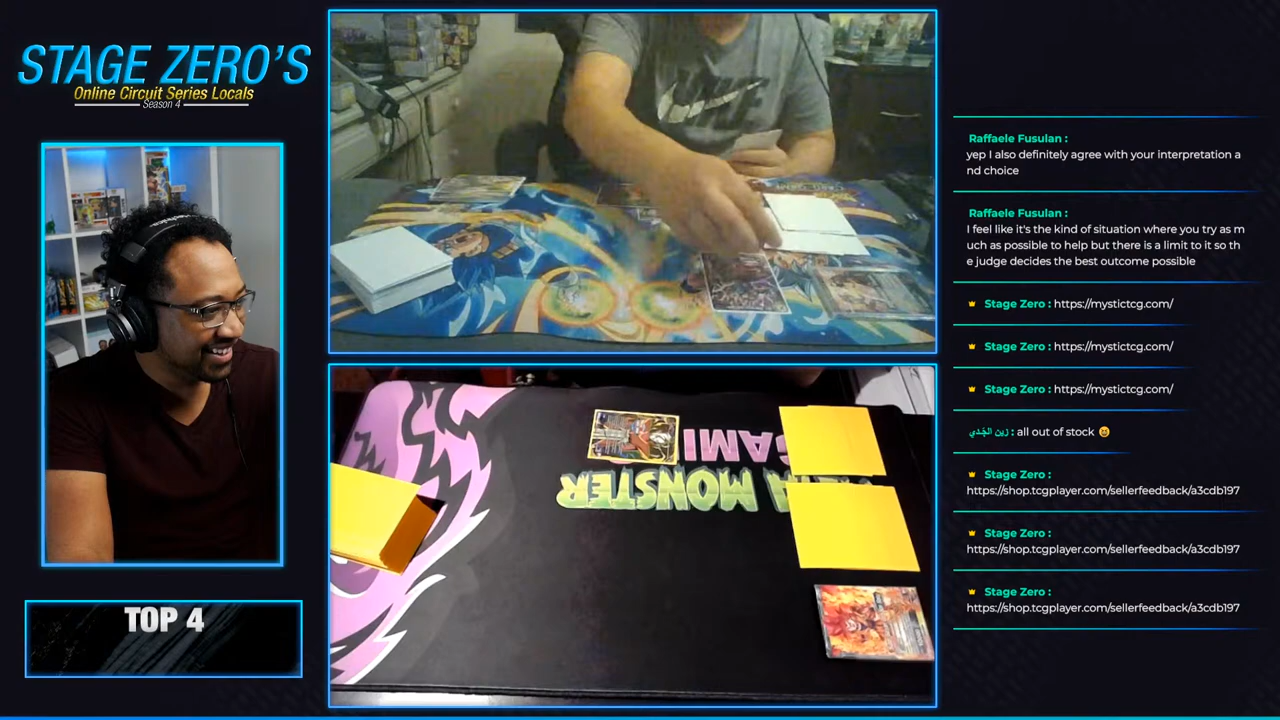 STAGE ZERO'S
Online Circuit Series Locals
Season 4
TOP 4
NIKE
GAMI
MONSTER
Raffaele Fusulan :
yep I also definitely agree with your interpretation a
nd choice
Raffaele Fusulan :
I feel like it's the kind of situation where you try as m
uch as possible to help but there is a limit to it so th
e judge decides the best outcome possible
Stage Zero : https://mystictcg.com/
Stage Zero : https://mystictcg.com/
Stage Zero : https://mystictcg.com/
زين الجَدي : all out of stock 😆
Stage Zero :
https://shop.tcgplayer.com/sellerfeedback/a3cdb197
Stage Zero :
https://shop.tcgplayer.com/sellerfeedback/a3cdb197
Stage Zero :
https://shop.tcgplayer.com/sellerfeedback/a3cdb197